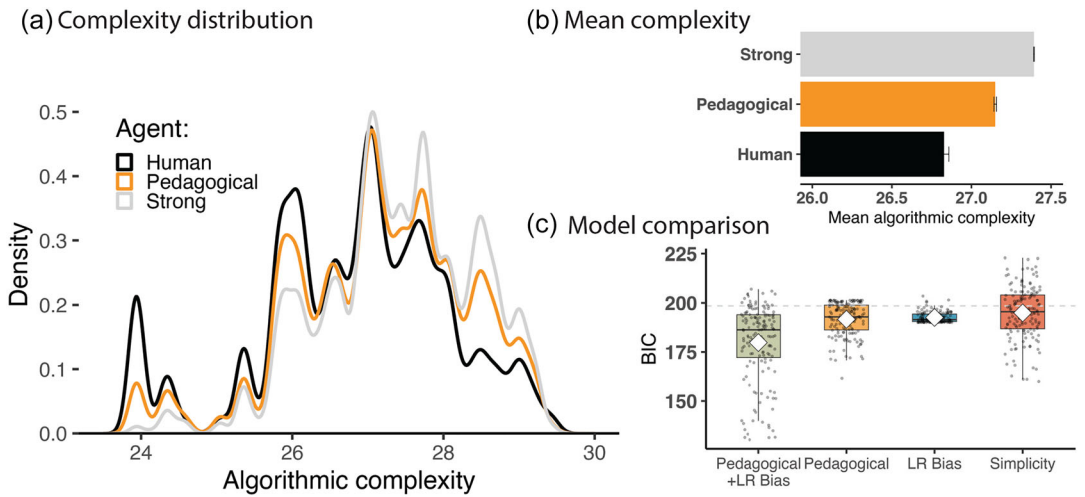 (a) Complexity distribution
Agent:
Human
Pedagogical
Strong
Density
0.5
0.4
0.3
0.2
0.1
0.0
24
26
28
30
Algorithmic complexity
(b) Mean complexity
Strong
Pedagogical
Human
26.0
26.5
27.0
27.5
Mean algorithmic complexity
(c) Model comparison
BIC
225
200
175
150
Pedagogical
+LR Bias
Pedagogical
LR Bias
Simplicity